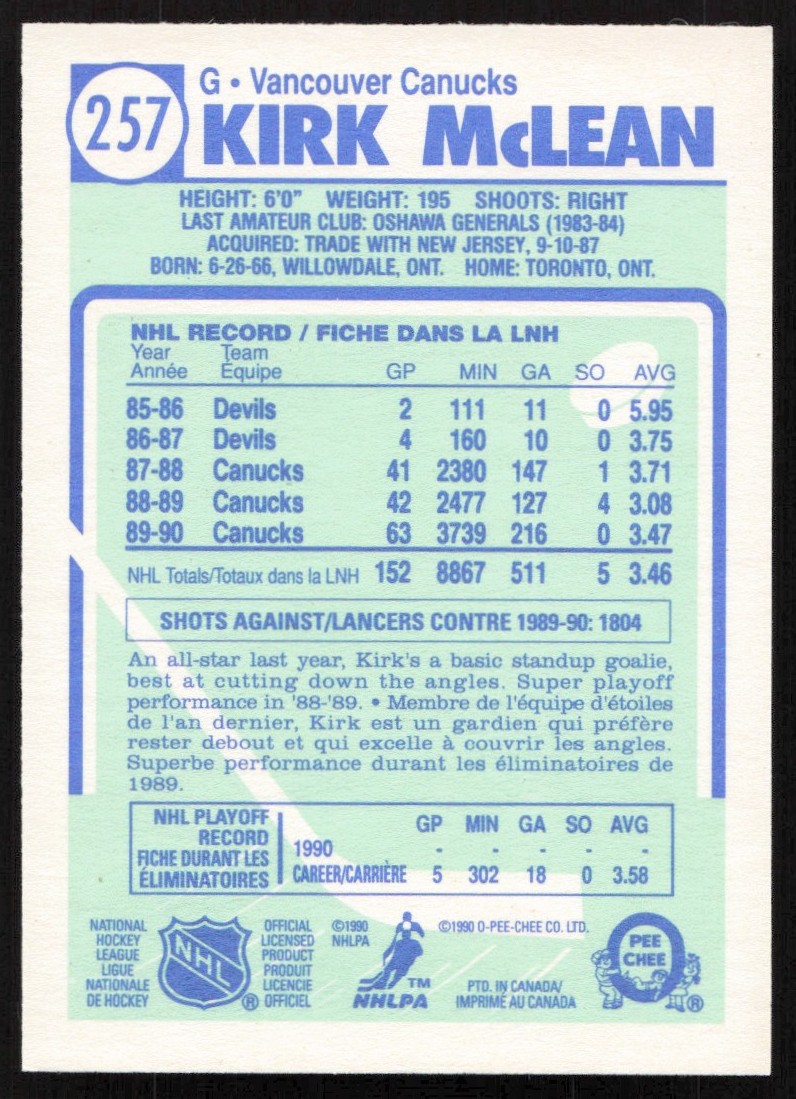 257
G • Vancouver Canucks
KIRK McLEAN
HEIGHT: 6'0" WEIGHT: 195 SHOOTS: RIGHT
LAST AMATEUR CLUB: OSHAWA GENERALS (1983-84)
ACQUIRED: TRADE WITH NEW JERSEY, 9-10-87
BORN: 6-26-66, WILLOWDALE, ONT. HOME: TORONTO, ONT.
NHL RECORD / FICHE DANS LA LNH
Year Team
Année Équipe GP MIN GA SO AVG
85-86 Devils 2 111 11 0 5.95
86-87 Devils 4 160 10 0 3.75
87-88 Canucks 41 2380 147 1 3.71
88-89 Canucks 42 2477 127 4 3.08
89-90 Canucks 63 3739 216 0 3.47
NHL Totals/Totaux dans la LNH 152 8867 511 5 3.46
SHOTS AGAINST/LANCERS CONTRE 1989-90: 1804
An all-star last year, Kirk's a basic standup goalie,
best at cutting down the angles. Super playoff
performance in '88-'89. • Membre de l'équipe d'étoiles
de l'an dernier, Kirk est un gardien qui préfère
rester debout et qui excelle à couvrir les angles.
Superbe performance durant les éliminatoires de
1989.
NHL PLAYOFF
RECORD
FICHE DURANT LES
ÉLIMINATOIRES
GP MIN GA SO AVG
1990 - - - - -
CAREER/CARRIÈRE 5 302 18 0 3.58
NATIONAL
HOCKEY
LEAGUE
LIGUE
NATIONALE
DE HOCKEY
NHL
®
OFFICIAL
LICENSED
PRODUCT
PRODUIT
LICENCIE
OFFICIEL
©1990
NHLPA
TM
NHLPA
©1990 O-PEE-CHEE CO. LTD.
PTD. IN CANADA/
IMPRIMÉ AU CANADA
O
PEE
CHEE
®